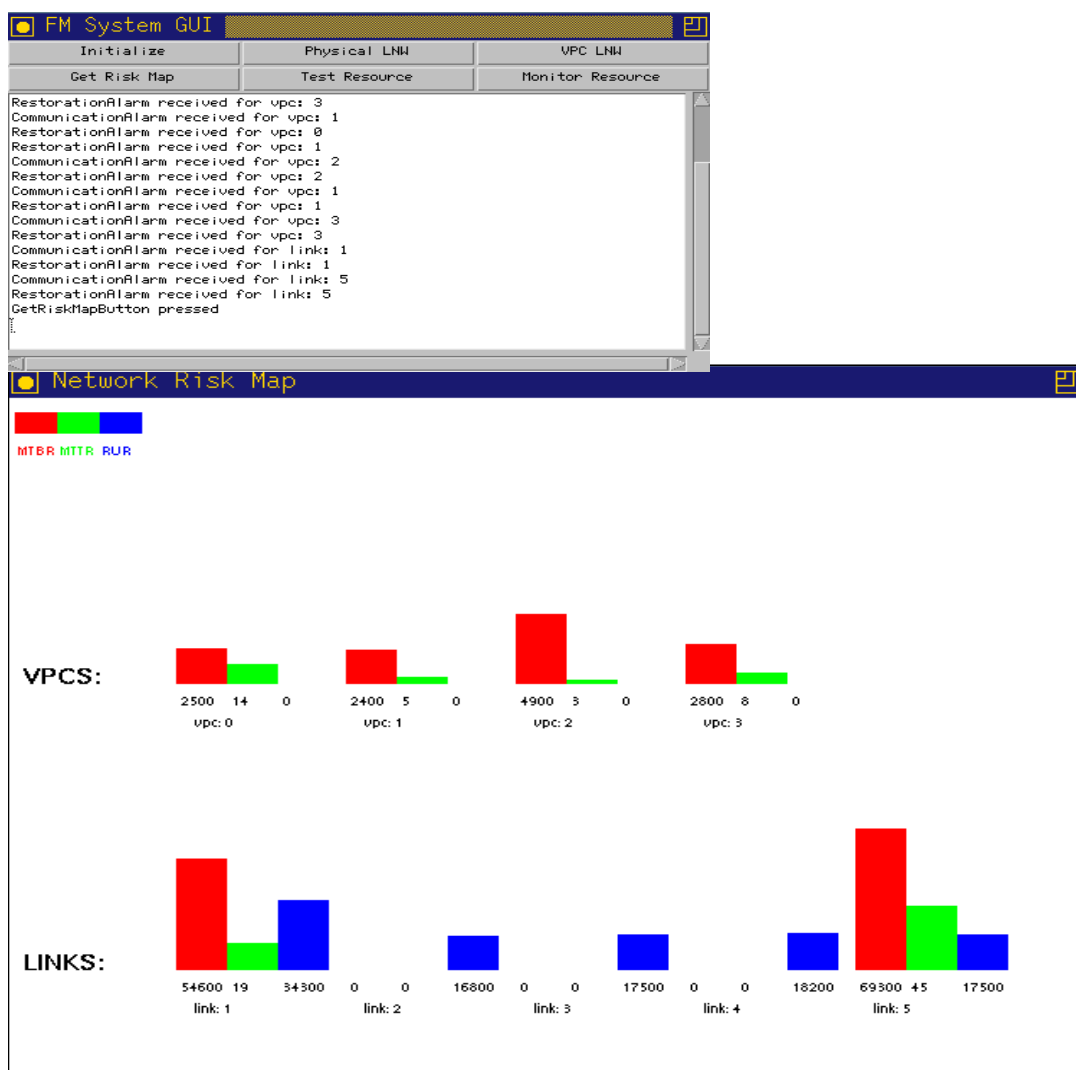 FM System GUI
Initialize Physical LNW VPC LNW
Get Risk Map Test Resource Monitor Resource
RestorationAlarm received for vpc: 3
CommunicationAlarm received for vpc: 1
RestorationAlarm received for vpc: 0
RestorationAlarm received for vpc: 1
CommunicationAlarm received for vpc: 2
RestorationAlarm received for vpc: 2
CommunicationAlarm received for vpc: 1
RestorationAlarm received for vpc: 1
CommunicationAlarm received for vpc: 3
RestorationAlarm received for vpc: 3
CommunicationAlarm received for link: 1
RestorationAlarm received for link: 1
CommunicationAlarm received for link: 5
RestorationAlarm received for link: 5
GetRiskMapButton pressed
Network Risk Map
MTBR MTTR RUR
VPCS:
2500 14 0 2400 5 0 4900 3 0 2800 8 0
vpc: 0 vpc: 1 vpc: 2 vpc: 3
LINKS:
54600 19 34300 0 0 16800 0 0 17500 0 0 18200 69300 45 17500
link: 1 link: 2 link: 3 link: 4 link: 5